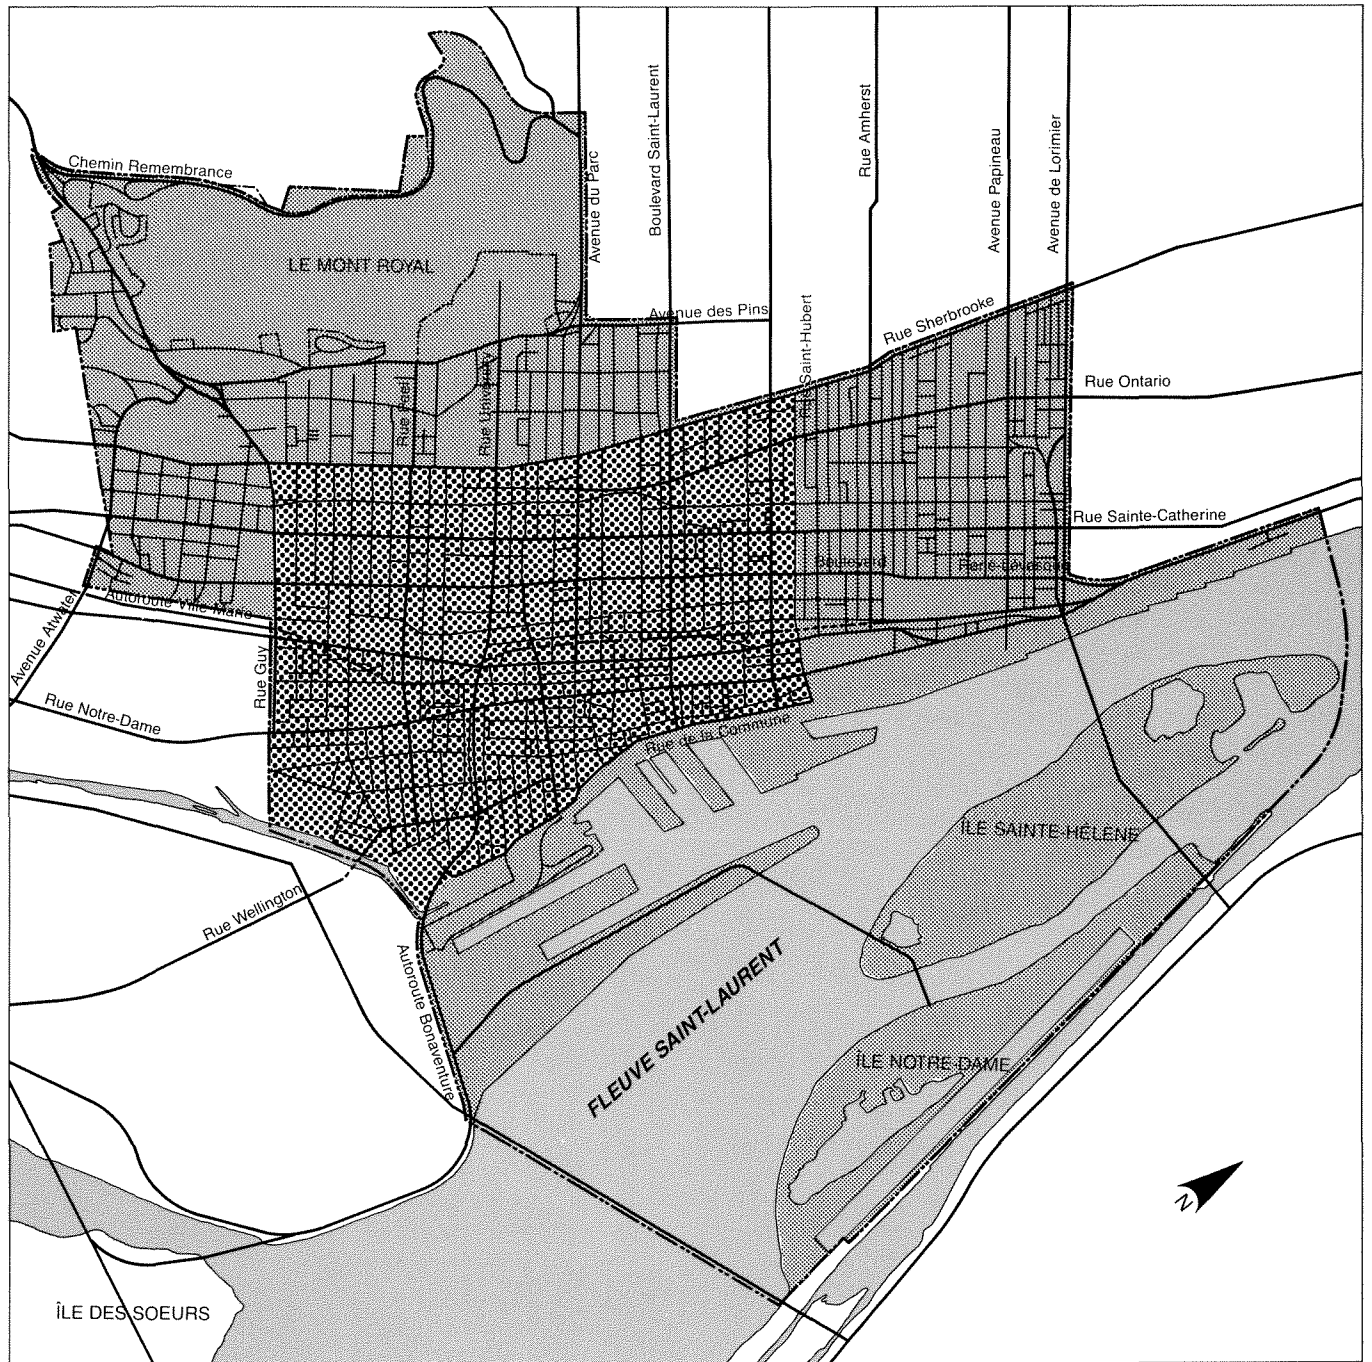 Chemin Remembrance
LE MONT ROYAL
Avenue du Parc
Boulevard Saint-Laurent
Rue Amherst
Avenue Papineau
Avenue de Lorimier
Avenue des Pins
Rue Saint-Hubert
Rue Sherbrooke
Rue Ontario
Rue Peel
Rue University
Rue Sainte-Catherine
Boulevard René-Lévesque
Autoroute Ville-Marie
Avenue Atwater
Rue Guy
Rue Notre-Dame
Rue de la Commune
Rue Wellington
Autoroute Bonaventure
ÎLE SAINTE-HÉLÈNE
FLEUVE SAINT-LAURENT
ÎLE NOTRE-DAME
N
ÎLE DES SOEURS